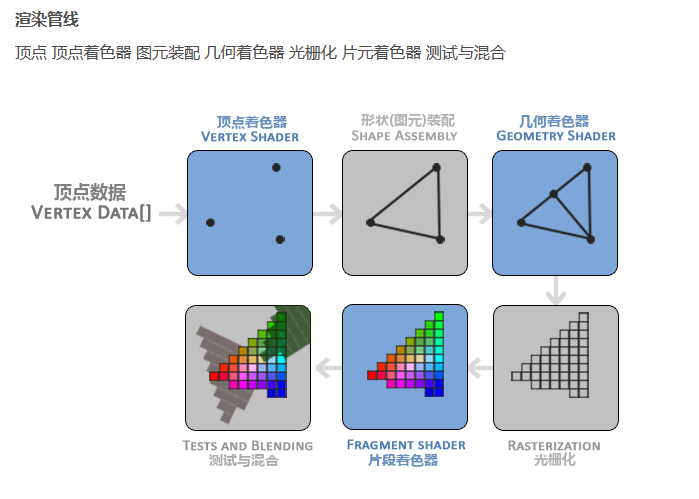 渲染管线
顶点 顶点着色器 图元装配 几何着色器 光栅化 片元着色器 测试与混合
顶点着色器
VERTEX SHADER
形状(图元)装配
SHAPE ASSEMBLY
几何着色器
GEOMETRY SHADER
顶点数据
VERTEX DATA[]
TESTS AND BLENDING
测试与混合
FRAGMENT SHADER
片段着色器
RASTERIZATION
光栅化